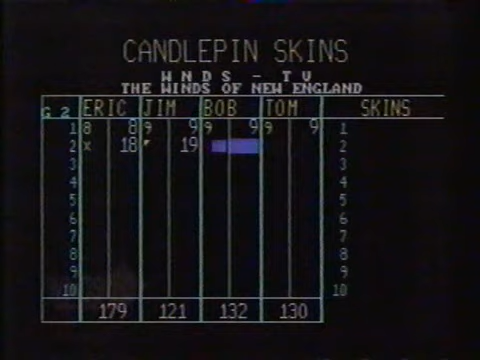 CANDLEPIN SKINS
WNDS - TV
THE WINDS OF NEW ENGLAND
G 2 ERIC JIM BOB TOM SKINS
1 8 8 9 9 9 9 9 9 1
2 x 18 19 2
3 3
4 4
5 5
6 6
7 7
8 8
9 9
10 10
179 121 132 130